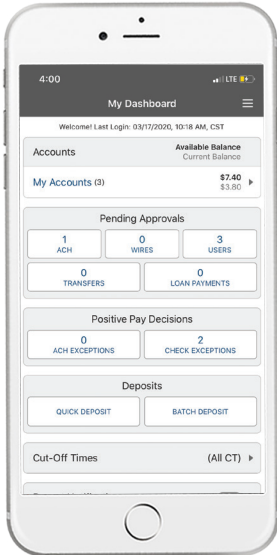 4:00 LTE
My Dashboard
Welcome! Last Login: 03/17/2020, 10:18 AM, CST
Accounts Available Balance
Current Balance
My Accounts (3) $7.40
$3.80
Pending Approvals
1 0 3
ACH WIRES USERS
0 0
TRANSFERS LOAN PAYMENTS
Positive Pay Decisions
0 2
ACH EXCEPTIONS CHECK EXCEPTIONS
Deposits
QUICK DEPOSIT BATCH DEPOSIT
Cut-Off Times (All CT)